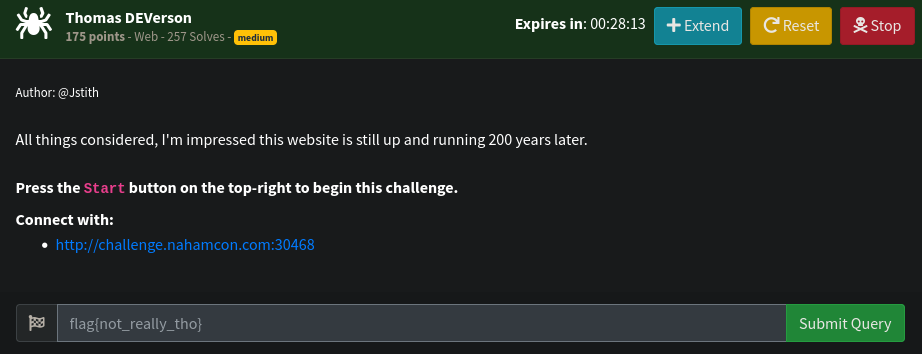 Thomas DEVerson
175 points - Web - 257 Solves - medium
Expires in: 00:28:13
Extend
Reset
Stop
Author: @Jstith
All things considered, I'm impressed this website is still up and running 200 years later.
Press the Start button on the top-right to begin this challenge.
Connect with:
http://challenge.nahamcon.com:30468
flag{not_really_tho}
Submit Query